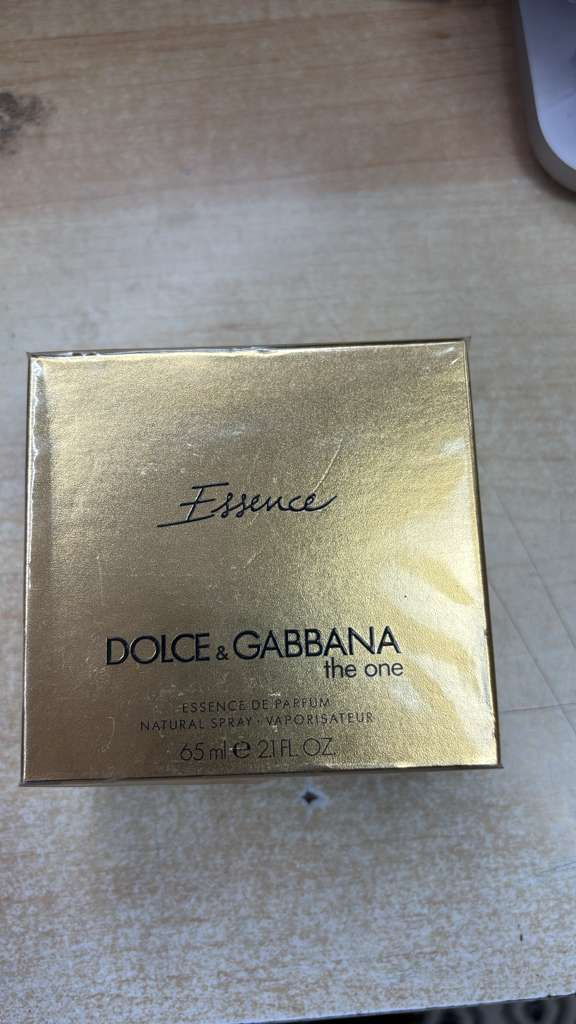 Essence
DOLCE & GABBANA
the one
ESSENCE DE PARFUM
NATURAL SPRAY · VAPORISATEUR
65 ml ℮ 2.1 FL. OZ.